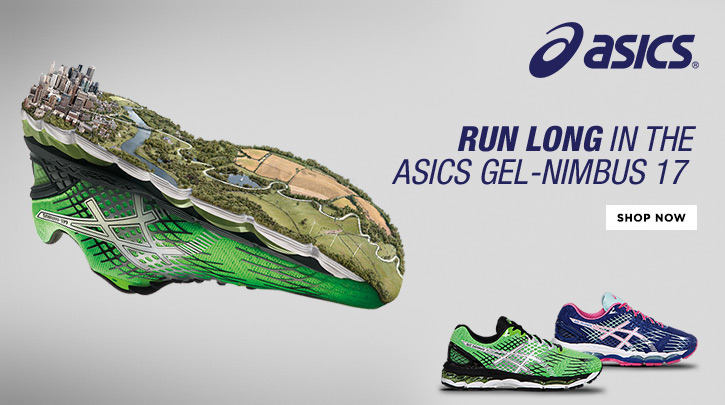 asics®
RUN LONG IN THE
ASICS GEL-NIMBUS 17
SHOP NOW